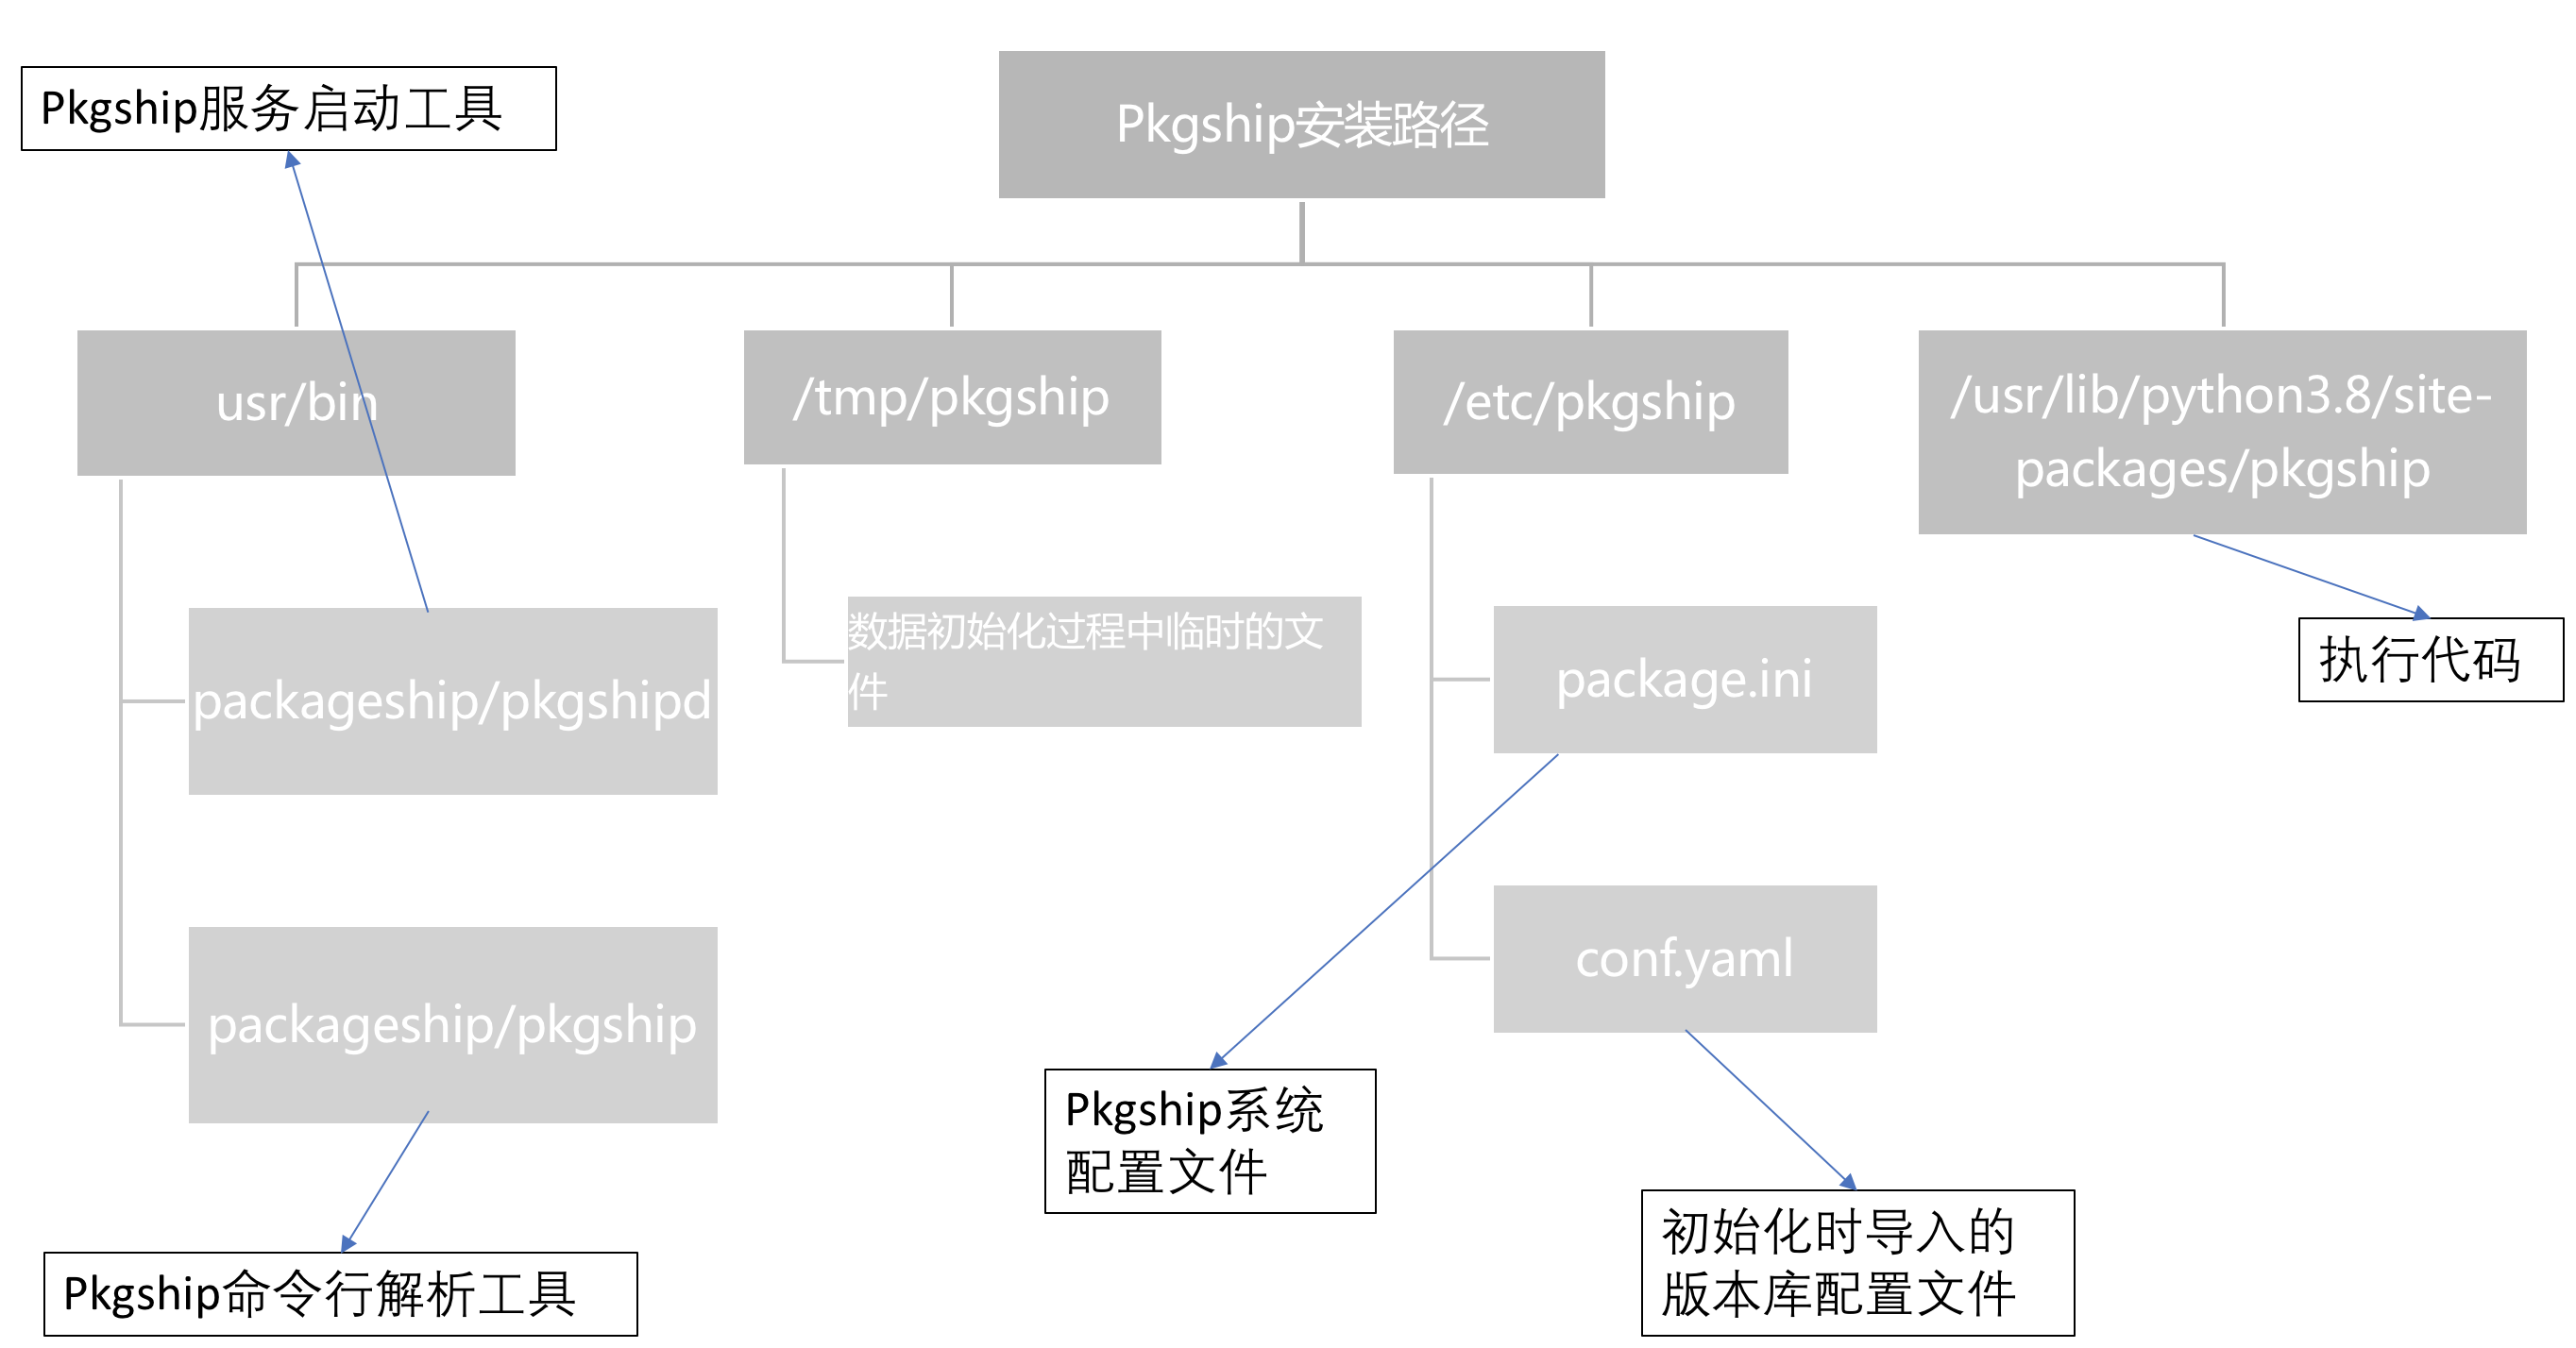 Pkgship服务启动工具
Pkgship安装路径
usr/bin
/tmp/pkgship
/etc/pkgship
/usr/lib/python3.8/site-
packages/pkgship
packageship/pkgshipd
数据初始化过程中临时的文
件
package.ini
执行代码
packageship/pkgship
conf.yaml
Pkgship系统
配置文件
初始化时导入的
版本库配置文件
Pkgship命令行解析工具